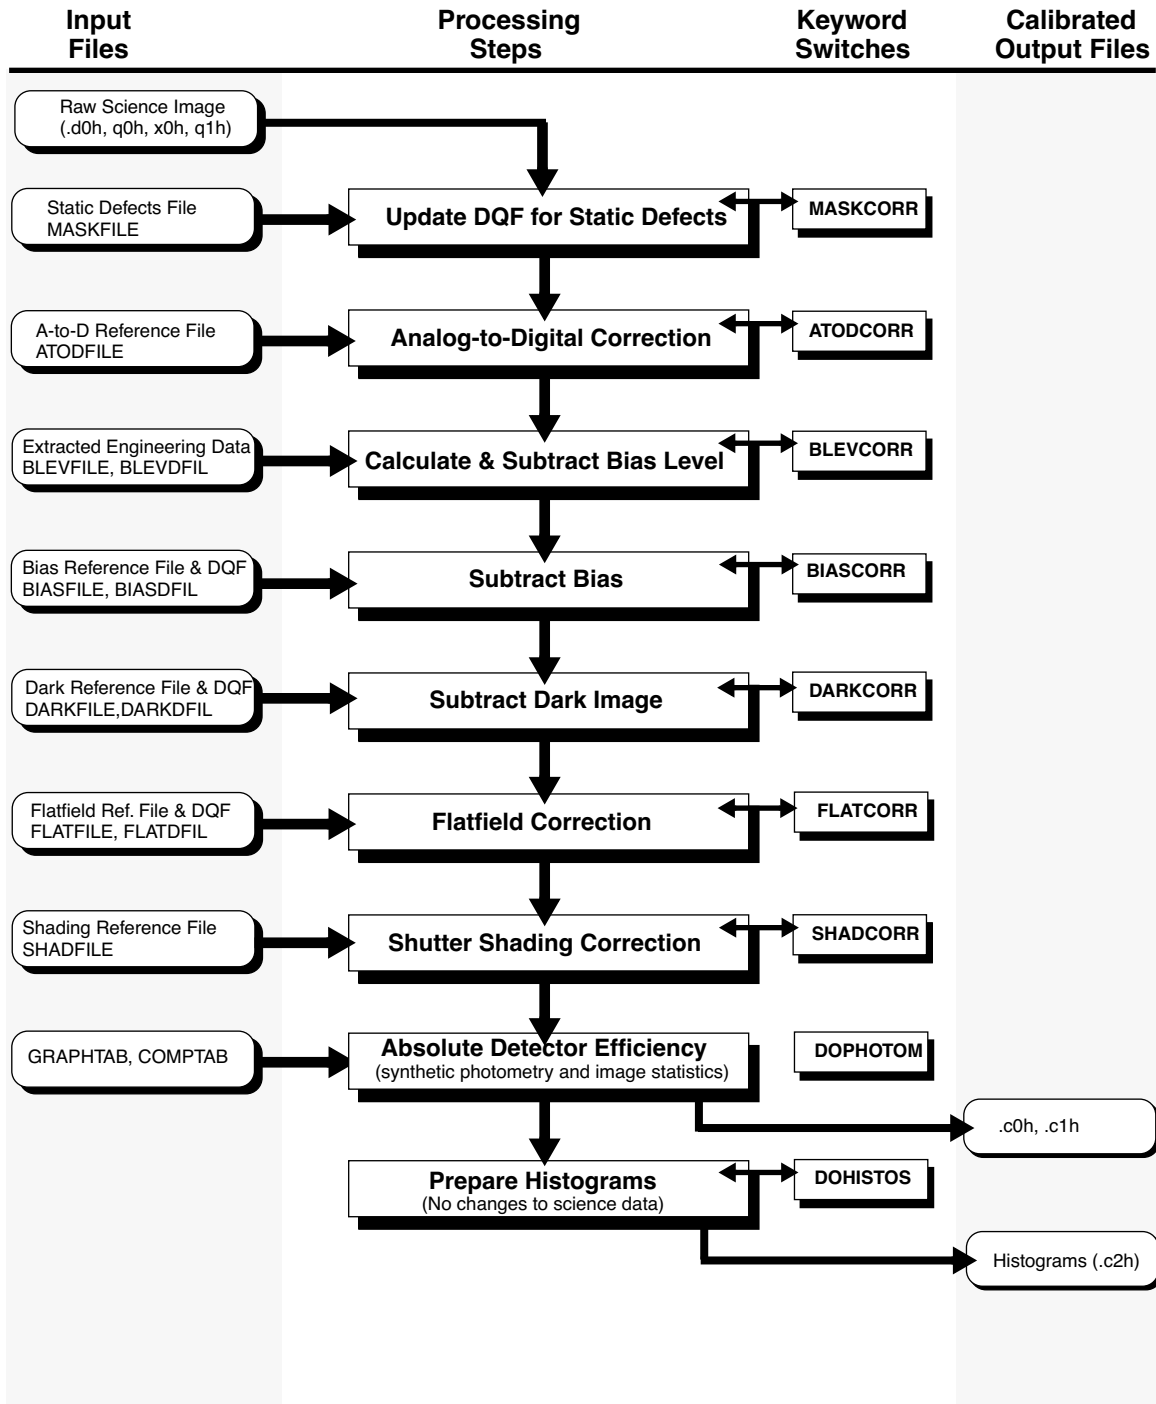 Input
Files
Processing
Steps
Keyword
Switches
Calibrated
Output Files
Raw Science Image
(.d0h, q0h, x0h, q1h)
Static Defects File
MASKFILE
Update DQF for Static Defects
MASKCORR
A-to-D Reference File
ATODFILE
Analog-to-Digital Correction
ATODCORR
Extracted Engineering Data
BLEVFILE, BLEVDFIL
Calculate & Subtract Bias Level
BLEVCORR
Bias Reference File & DQF
BIASFILE, BIASDFIL
Subtract Bias
BIASCORR
Dark Reference File & DQF
DARKFILE,DARKDFIL
Subtract Dark Image
DARKCORR
Flatfield Ref. File & DQF
FLATFILE, FLATDFIL
Flatfield Correction
FLATCORR
Shading Reference File
SHADFILE
Shutter Shading Correction
SHADCORR
GRAPHTAB, COMPTAB
Absolute Detector Efficiency
(synthetic photometry and image statistics)
DOPHOTOM
.c0h, .c1h
Prepare Histograms
(No changes to science data)
DOHISTOS
Histograms (.c2h)